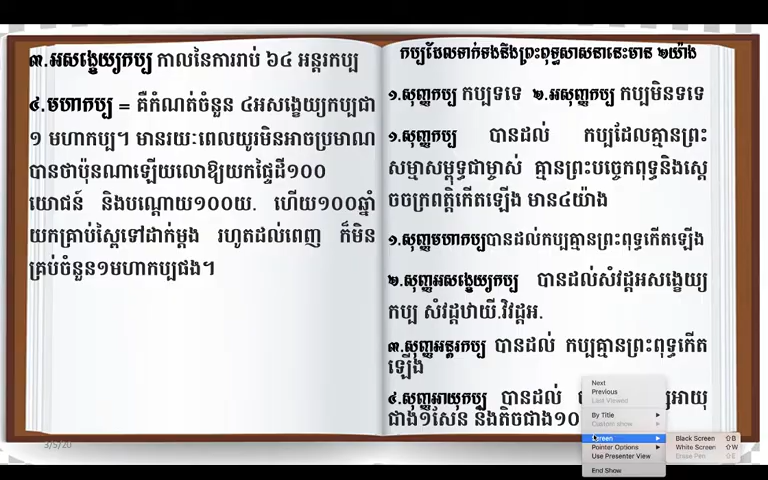 ៣.អសង្ខេយ្យកប្ប កាលនៃការរាប់ ៦៤ អន្តរកប្ប
៤.មហាកប្ប = គឺកំណត់ចំនួន ៤អសង្ខេយ្យកប្បជា
១ មហាកប្ប។ មានរយៈពេលយូរមិនអាចប្រមាណ
បានថាប៉ុនណាឡើយលោឱ្យយកផ្ទៃដី១០០
យោជន៍ និងបណ្តោយ១០០យ. ហើយ១០០ឆ្នាំ
យកគ្រាប់ស្ពៃទៅដាក់ម្តង រហូតដល់ពេញ ក៏មិន
គ្រប់ចំនួន១មហាកប្បផង។
3/5/20
កប្បដែលទាក់ទងនឹងព្រះពុទ្ធសាសនានេះមាន ២យ៉ាង
១.សុញ្ញកប្ប កប្បទទេ ២.អសុញ្ញកប្ប កប្បមិនទទេ
១.សុញ្ញកប្ប បានដល់ កប្បដែលគ្មានព្រះ
សម្មាសម្ពុទ្ធជាម្ចាស់ គ្មានព្រះបច្ចេកពុទ្ធនិងស្តេ
ចចក្រពត្តិកើតឡើង មាន៤យ៉ាង
១.សុញ្ញមហាកប្បបានដល់កប្បគ្មានព្រះពុទ្ធកើតឡើង
២.សុញ្ញអសង្ខេយ្យកប្ប បានដល់សំវដ្តអសង្ខេយ្យ
កប្ប សំវដ្តឋាយី.វិវដ្តអ.
៣.សុញ្ញអន្តរកប្ប បានដល់ កប្បគ្មានព្រះពុទ្ធកើត
ឡើង
៤.សុញ្ញអាយុកប្ប បានដល់ អាយុ
ជាង១សែន និងតិចជាង១០
Next
Previous
Last Viewed
By Title
Custom show
Screen
Pointer Options
Use Presenter View
End Show
Black Screen ⇧B
White Screen ⇧W
Erase Pen ⇧E